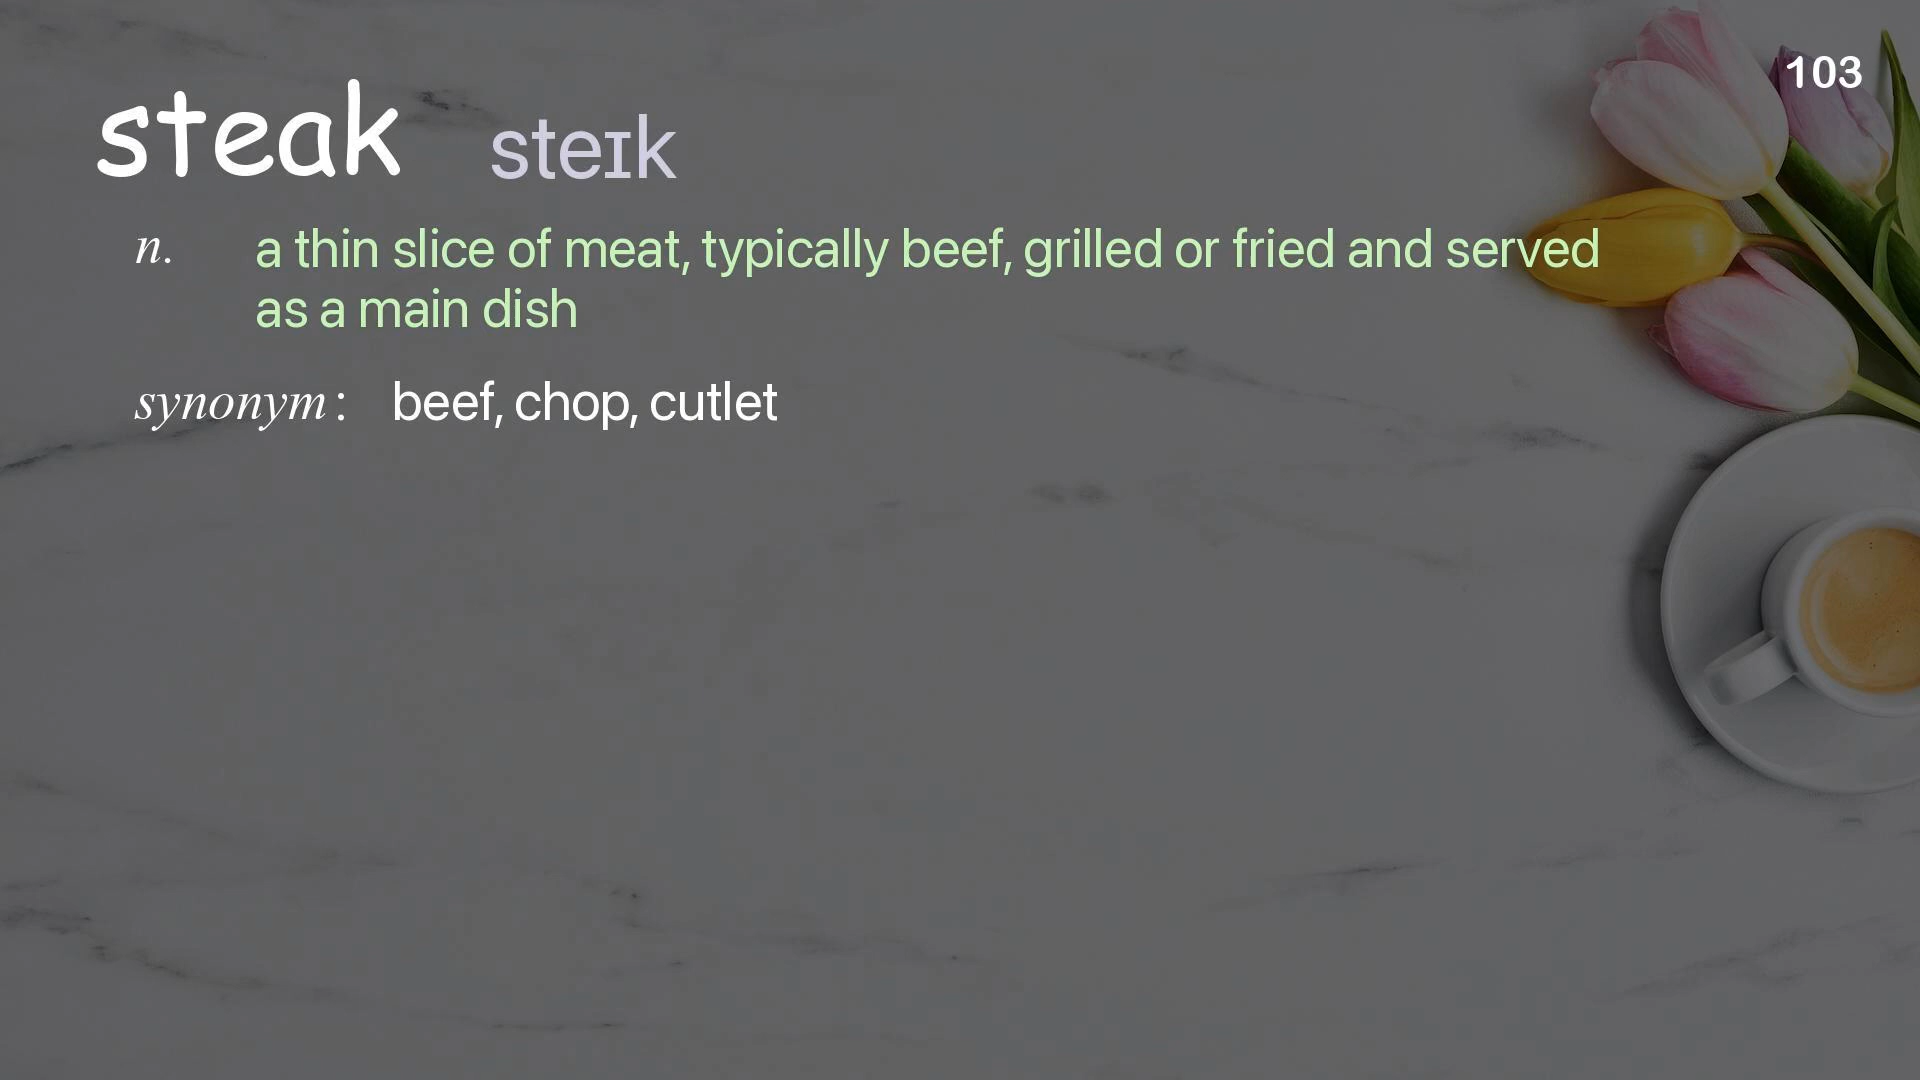 103
steak steɪk
n. a thin slice of meat, typically beef, grilled or fried and served
as a main dish
synonym : beef, chop, cutlet